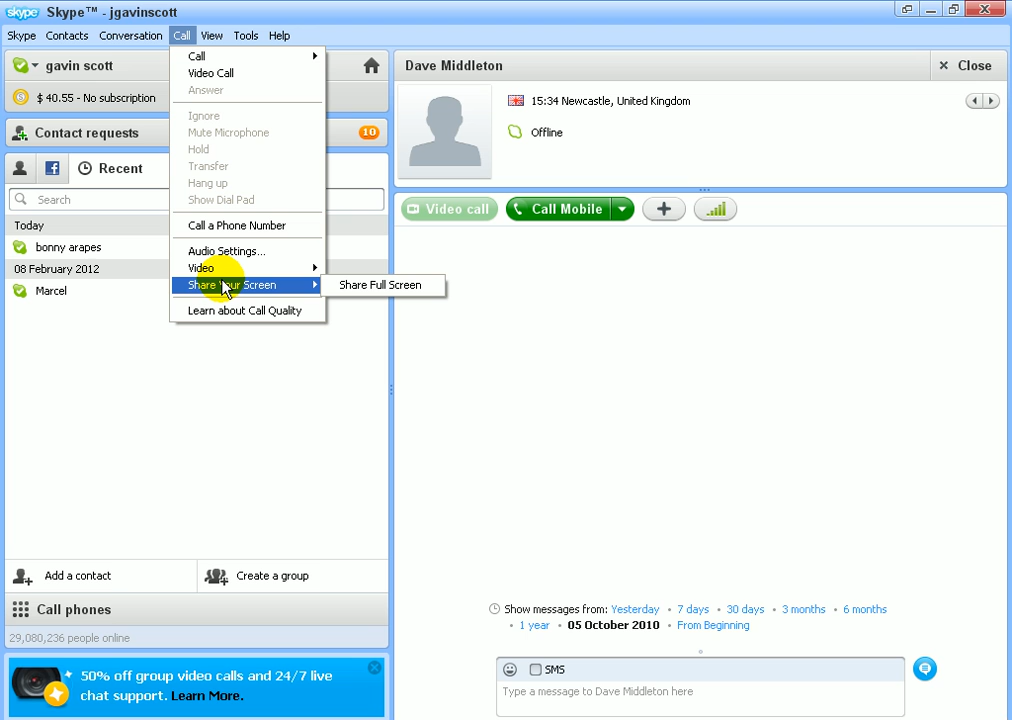 skype Skype™ - jgavinscott
Skype Contacts Conversation Call View Tools Help
gavin scott
$ 40.55 - No subscription
Contact requests 10
Recent
Search
Today
bonny arapes
08 February 2012
Marcel
Call
Video Call
Answer
Ignore
Mute Microphone
Hold
Transfer
Hang up
Show Dial Pad
Call a Phone Number
Audio Settings...
Video
Share Your Screen
Share Full Screen
Learn about Call Quality
Dave Middleton
Close
15:34 Newcastle, United Kingdom
Offline
Video call
Call Mobile
Add a contact
Create a group
Call phones
29,080,236 people online
50% off group video calls and 24/7 live
chat support. Learn More.
Show messages from: Yesterday • 7 days • 30 days • 3 months • 6 months
• 1 year • 05 October 2010 • From Beginning
SMS
Type a message to Dave Middleton here